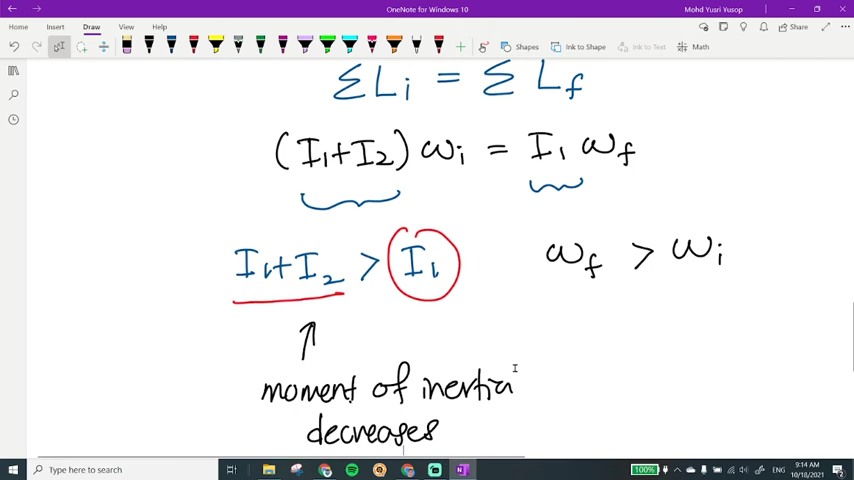 OneNote for Windows 10
Mohd Yusri Yusop
Home Insert Draw View Help
Share
Shapes Ink to Shape Ink to Text Math
ΣLi = ΣLf
(I1+I2)ωi = I1ωf
I1+I2 > I1
ωf > ωi
moment of inertia
decreases
Type here to search
100%
ENG
9:14 AM
10/18/2021